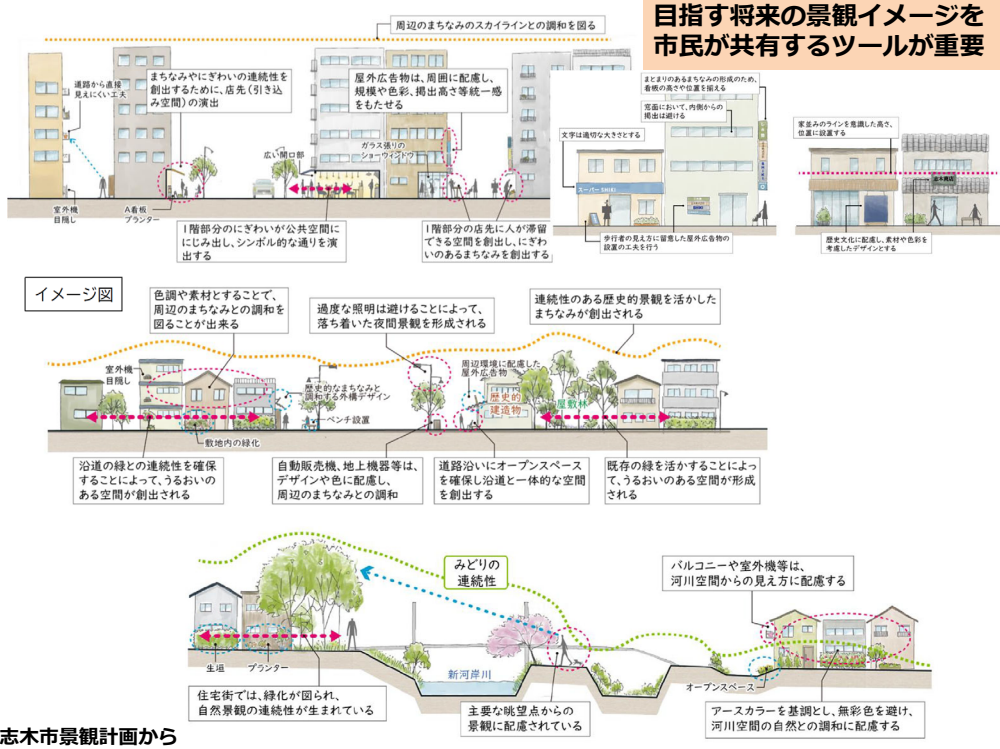 目指す将来の景観イメージを
市民が共有するツールが重要
周辺のまちなみのスカイラインとの調和を図る
道路から直接
見えにくい工夫
まちなみやにぎわいの連続性を
創出するために、店先(引き込
み空間)の演出
屋外広告物は、周囲に配慮し、
規模や色彩、掲出高さ等統一感
をもたせる
広い開口部
ガラス張りの
ショーウィンドウ
室外機
目隠し
A看板
プランター
1階部分のにぎわいが公共空間に
にじみ出し、シンボル的な通りを演
出する
1階部分の店先に人が滞留
できる空間を創出し、にぎわ
いのあるまちなみを創出する
まとまりのあるまちなみの形成のため、
看板の高さや位置を揃える
窓面において、内側からの
掲出は避ける
文字は適切な大きさとする
スーパーSHIKI
歩行者の見え方に留意した屋外広告物の
設置の工夫を行う
家並みのラインを意識した高さ、
位置に設置する
志木商店
歴史文化に配慮し、素材や色彩を
考慮したデザインとする
イメージ図
色調や素材とすることで、
周辺のまちなみとの調和を
図ることが出来る
過度な照明は避けることによって、
落ち着いた夜間景観を形成される
連続性のある歴史的景観を活かした
まちなみが創出される
室外機
目隠し
歴史的なまちなみと
調和する外構デザイン
ベンチ設置
敷地内の緑化
周辺環境に配慮した
屋外広告物
歴史的
建造物
屋敷林
沿道の緑との連続性を確保
することによって、うるおいの
ある空間が創出される
自動販売機、地上機器等は、
デザインや色に配慮し、
周辺のまちなみとの調和
道路沿いにオープンスペース
を確保し沿道と一体的な空間
を創出する
既存の緑を活かすことによっ
て、うるおいのある空間が形成
される
みどりの
連続性
バルコニーや室外機等は、
河川空間からの見え方に配慮する
生垣
プランター
新河岸川
オープンスペース
住宅街では、緑化が図られ、
自然景観の連続性が生まれている
主要な眺望点からの
景観に配慮されている
アースカラーを基調とし、無彩色を避け、
河川空間の自然との調和に配慮する
志木市景観計画から